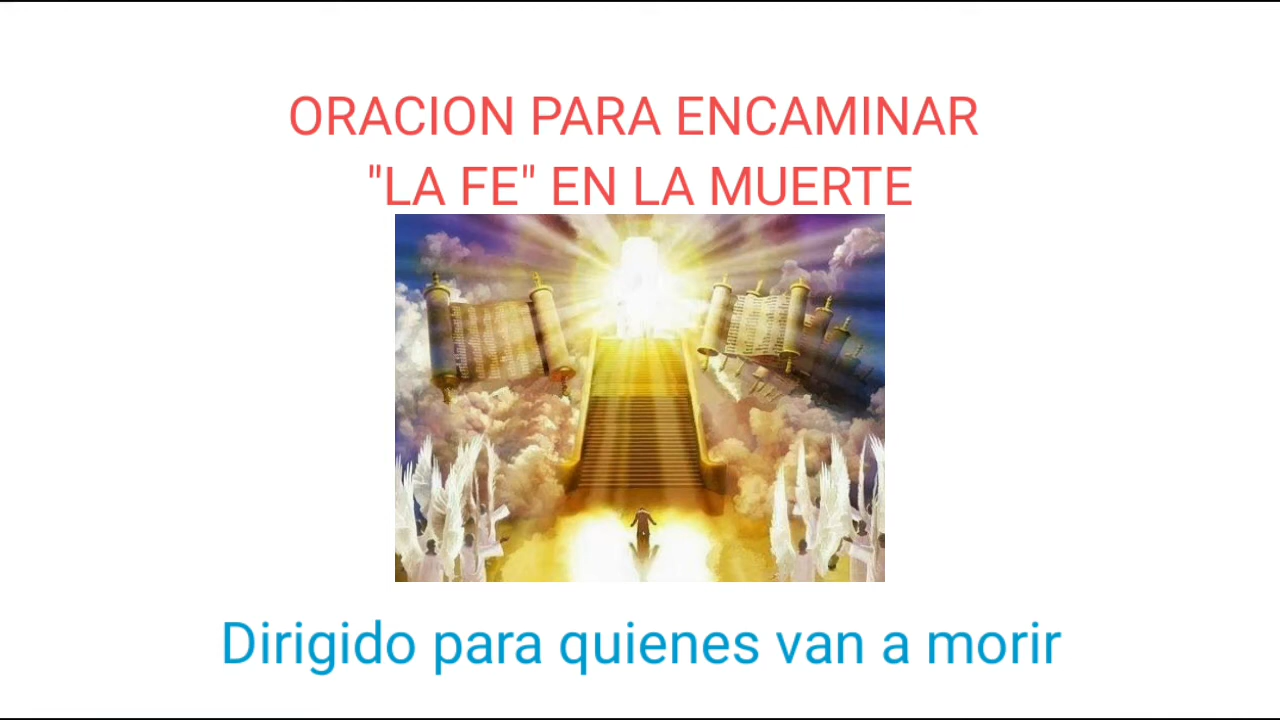 ORACION PARA ENCAMINAR
"LA FE" EN LA MUERTE
Dirigido para quienes van a morir